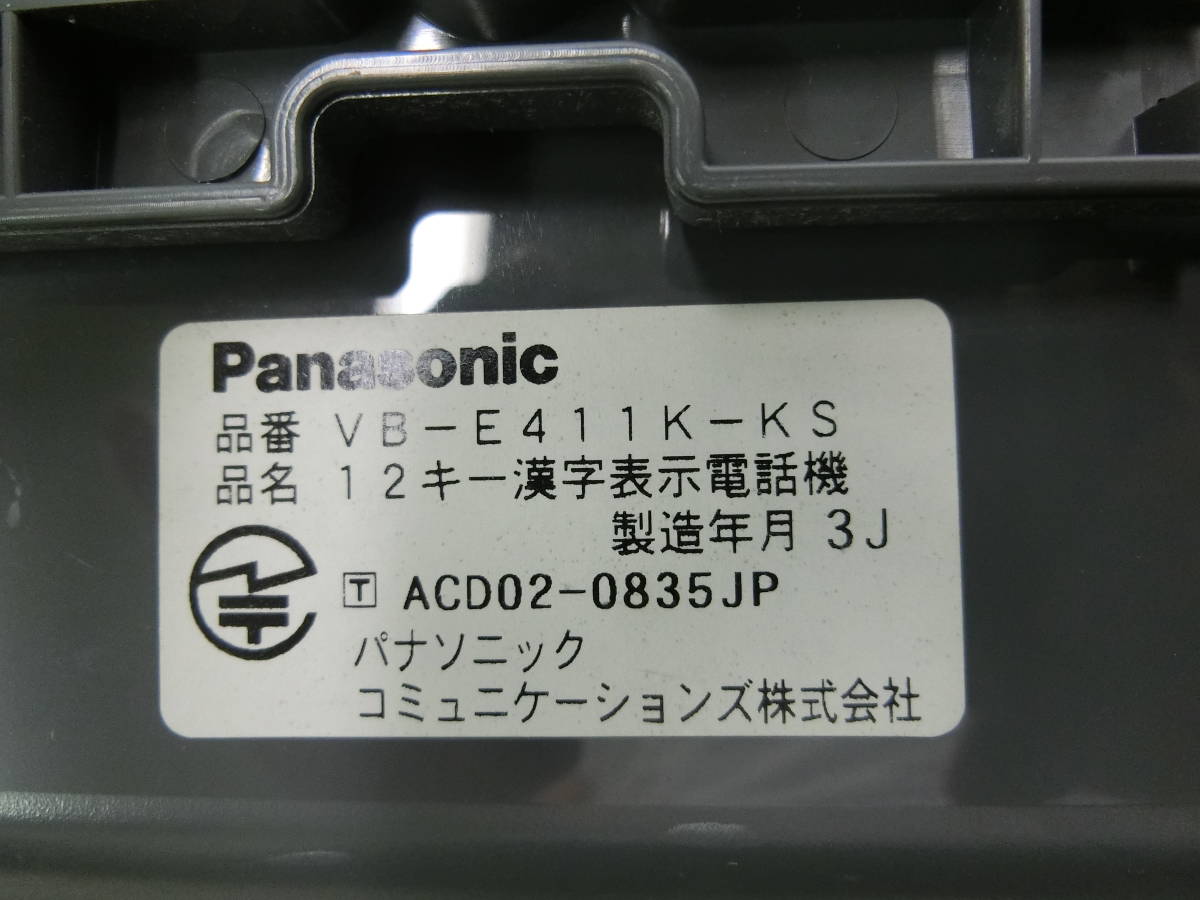 Panasonic
品番 VB-E411K-KS
品名 12キー漢字表示電話機
製造年月 3J
T ACD02-0835JP
パナソニック
コミュニケーションズ株式会社